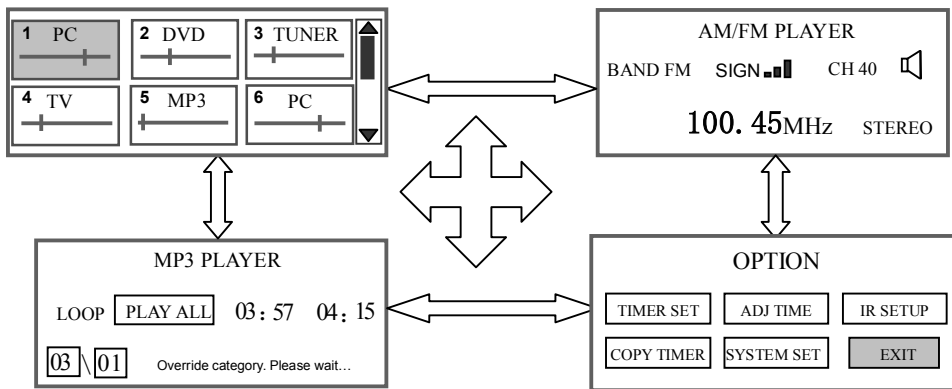 1 PC
2 DVD
3 TUNER
4 TV
5 MP3
6 PC
AM/FM PLAYER
BAND FM SIGN CH 40
100. 45MHz STEREO
MP3 PLAYER
LOOP PLAY ALL 03: 57 04: 15
03 \ 01 Override category. Please wait...
OPTION
TIMER SET ADJ TIME IR SETUP
COPY TIMER SYSTEM SET EXIT